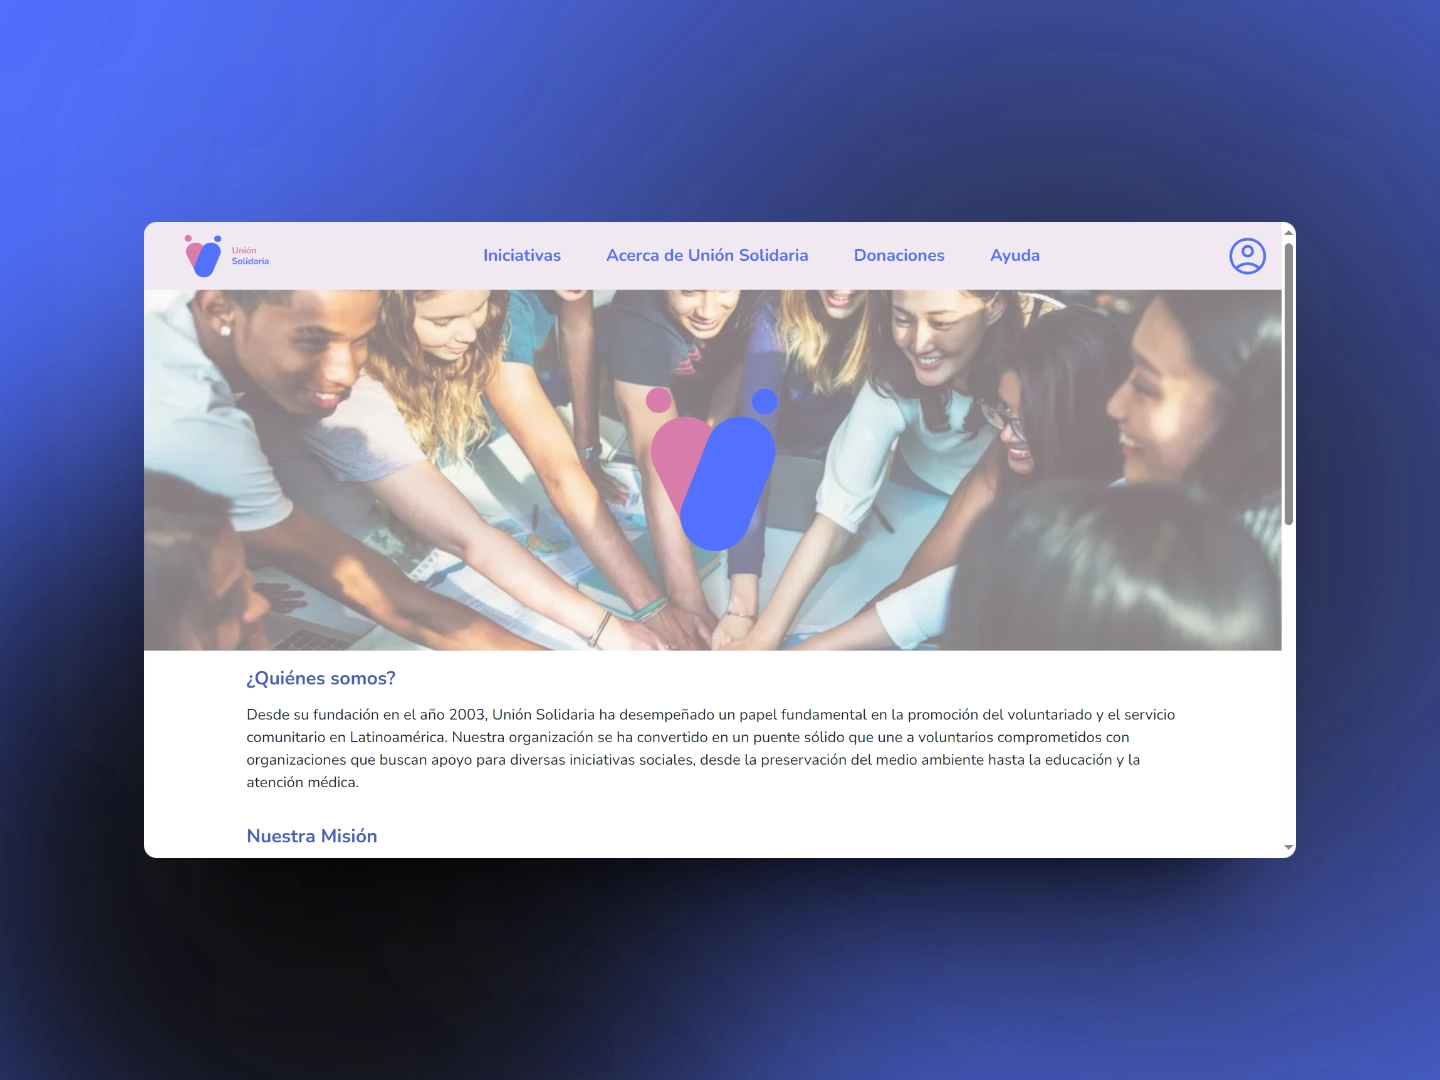 Unión
Solidaria
Iniciativas
Acerca de Unión Solidaria
Donaciones
Ayuda
¿Quiénes somos?
Desde su fundación en el año 2003, Unión Solidaria ha desempeñado un papel fundamental en la promoción del voluntariado y el servicio
comunitario en Latinoamérica. Nuestra organización se ha convertido en un puente sólido que une a voluntarios comprometidos con
organizaciones que buscan apoyo para diversas iniciativas sociales, desde la preservación del medio ambiente hasta la educación y la
atención médica.
Nuestra Misión